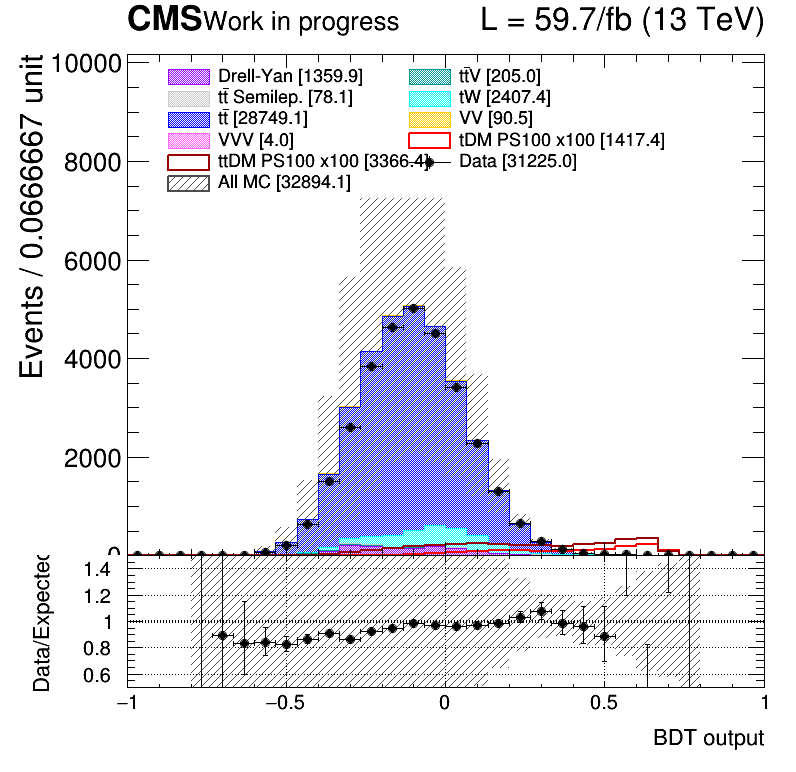 CMS Work in progress L = 59.7/fb (13 TeV)
Events / 0.0666667 unit
10000
8000
6000
4000
2000
0
Drell-Yan [1359.9]
tt̄ Semilep. [78.1]
tt̄ [28749.1]
VVV [4.0]
ttDM PS100 x100 [3366.4]
All MC [32894.1]
tt̄V [205.0]
tW [2407.4]
VV [90.5]
tDM PS100 x100 [1417.4]
Data [31225.0]
Data/Expected
1.4
1.2
1
0.8
0.6
−1 −0.5 0 0.5 1
BDT output